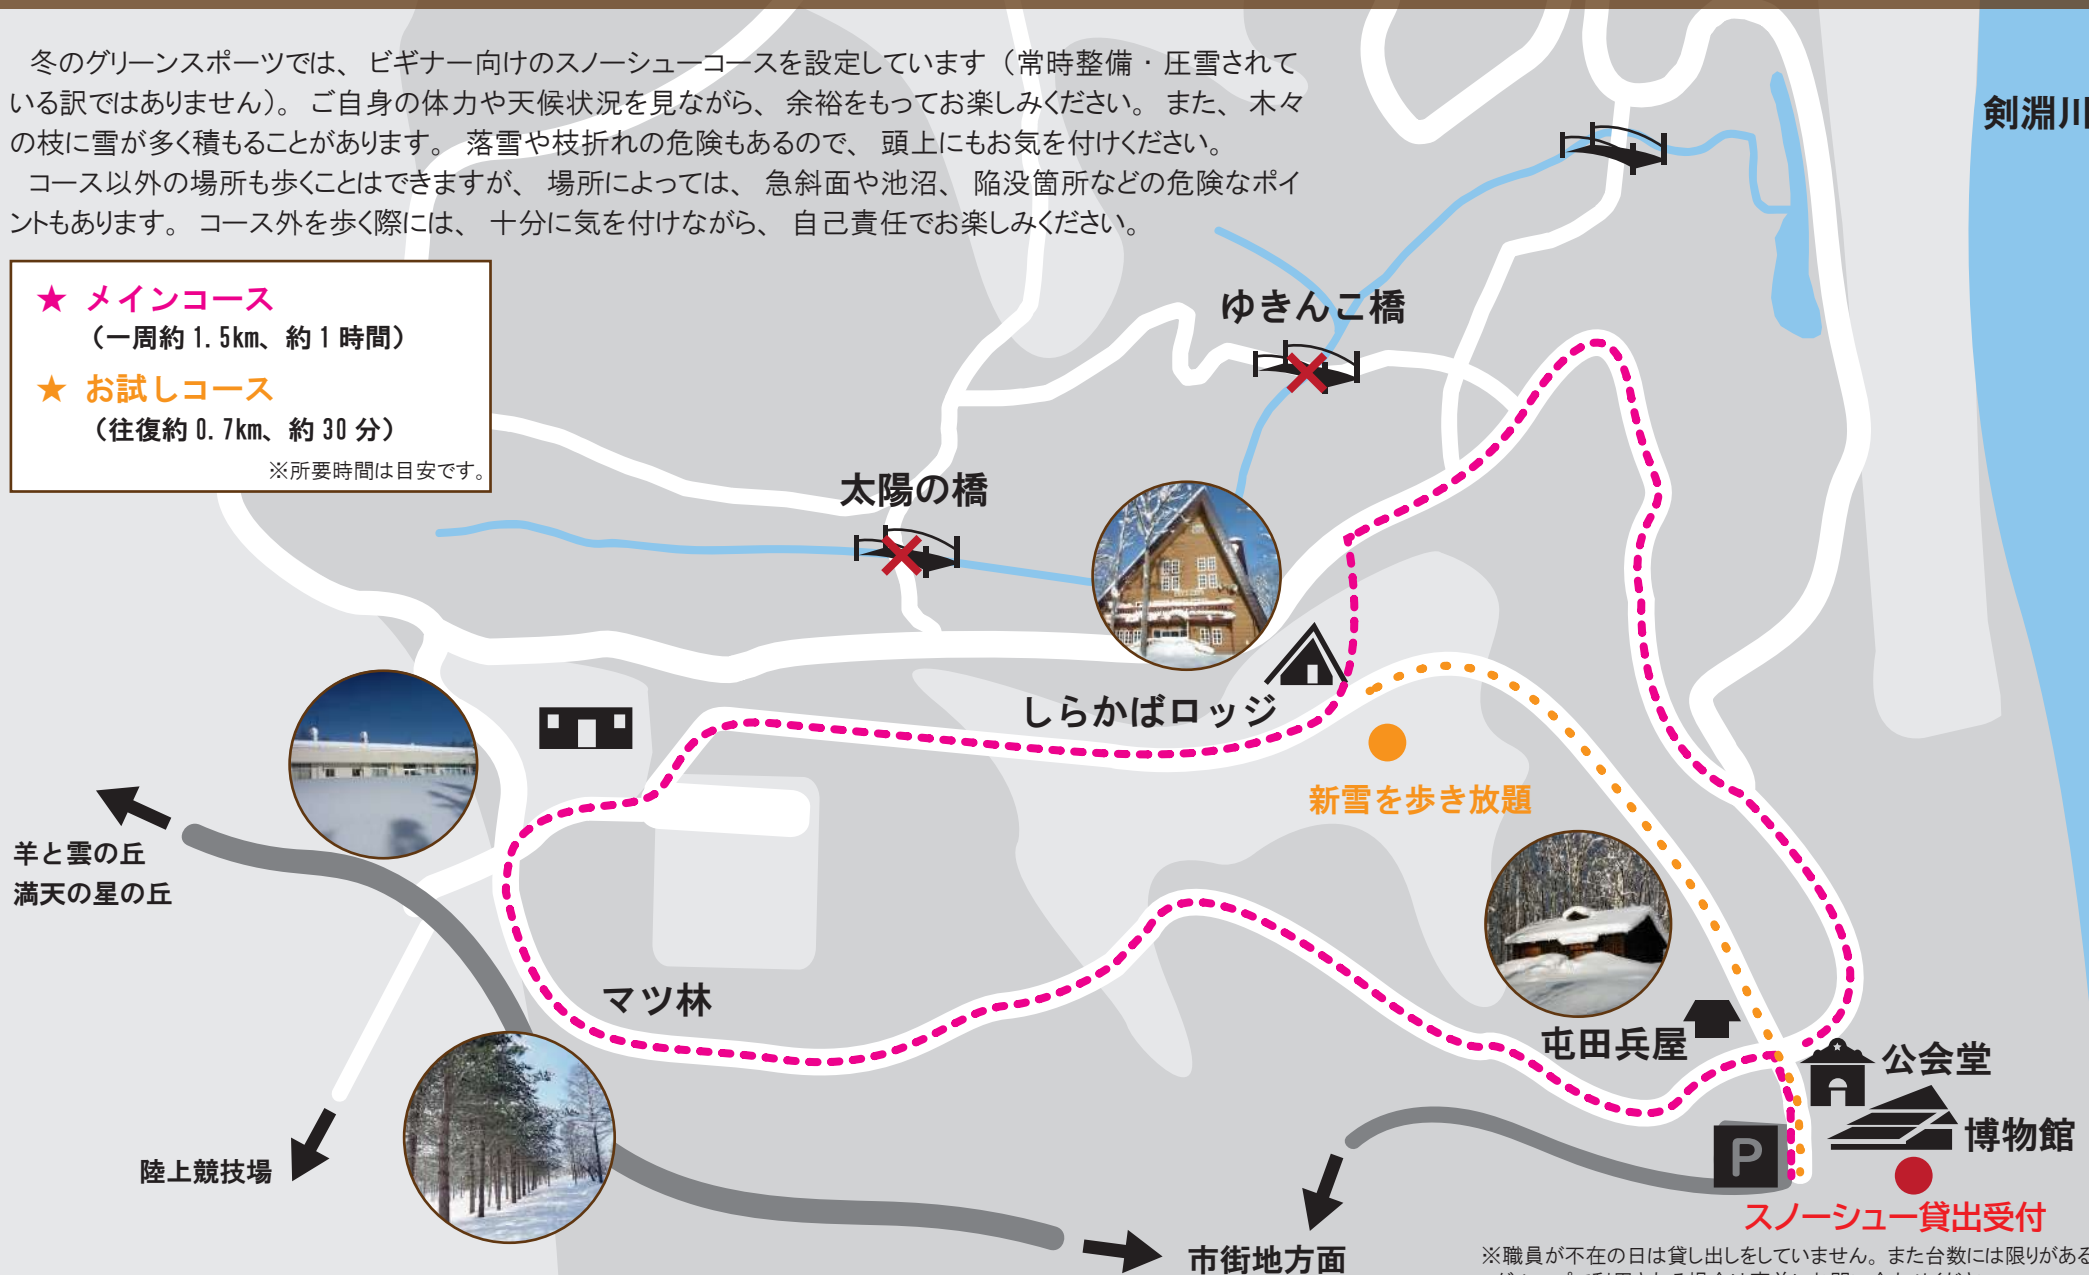 冬のグリーンスポーツでは、ビギナー向けのスノーシューコースを設定しています（常時整備・圧雪されて
いる訳ではありません）。ご自身の体力や天候状況を見ながら、余裕をもってお楽しみください。また、木々
の枝に雪が多く積もることがあります。落雪や枝折れの危険もあるので、頭上にもお気を付けください。
コース以外の場所も歩くことはできますが、場所によっては、急斜面や池沼、陥没箇所などの危険なポイ
ントもあります。コース外を歩く際には、十分に気を付けながら、自己責任でお楽しみください。
剣淵川
★ メインコース
（一周約1.5km、約1時間）
★ お試しコース
（往復約0.7km、約30分）
※所要時間は目安です。
ゆきんこ橋
太陽の橋
しらかばロッジ
新雪を歩き放題
羊と雲の丘
満天の星の丘
マツ林
屯田兵屋
公会堂
博物館
P
陸上競技場
スノーシュー貸出受付
市街地方面
※職員が不在の日は貸し出しをしていません。また台数には限りがある